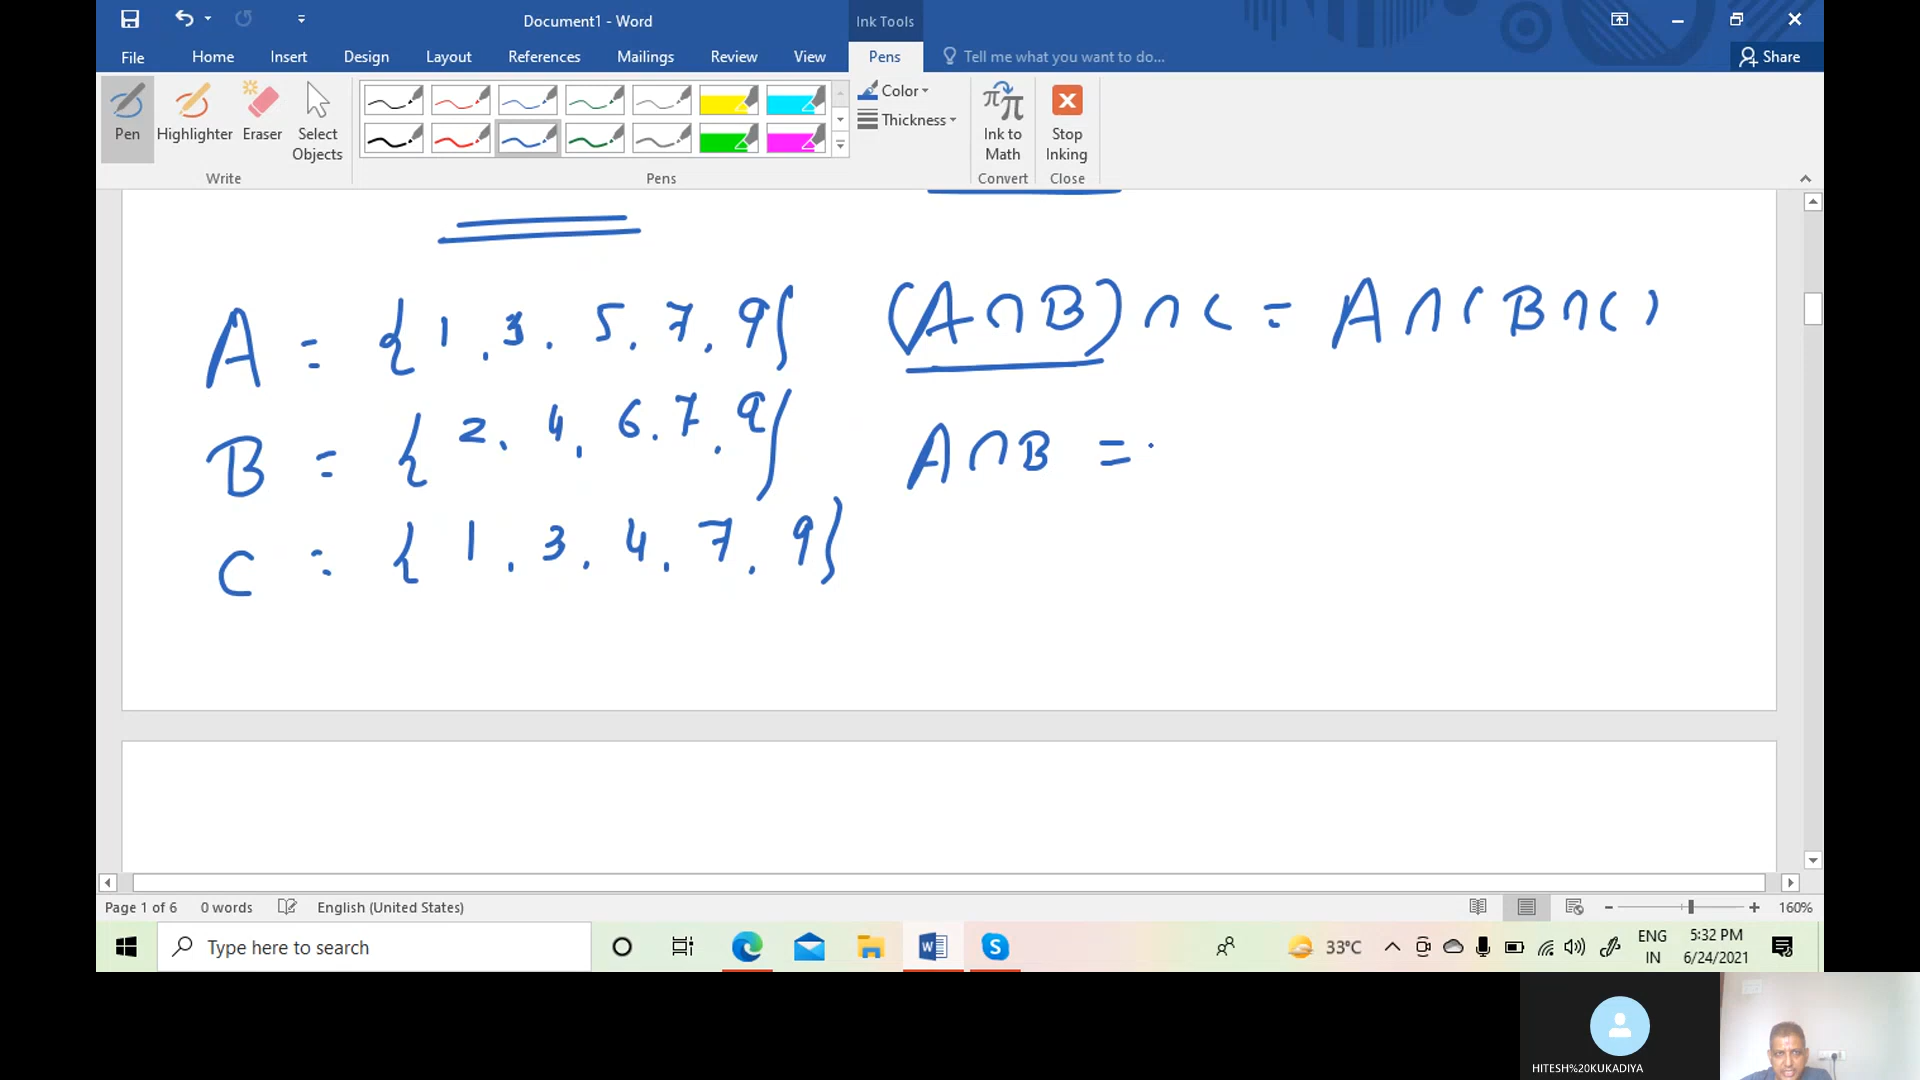 Document1 - Word
Ink Tools
File Home Insert Design Layout References Mailings Review View Pens Tell me what you want to do... Share
Pen Highlighter Eraser Select Objects
Color
Thickness
Ink to Math
Stop Inking
Write Pens Convert Close
A = {1, 3, 5, 7, 9} (A∩B)∩C = A∩(B∩C)
B = {2, 4, 6, 7, 9} A∩B =
C = {1, 3, 4, 7, 9}
Page 1 of 6 0 words English (United States) 160%
Type here to search 33°C ENG IN 5:32 PM 6/24/2021
HITESH%20KUKADIYA